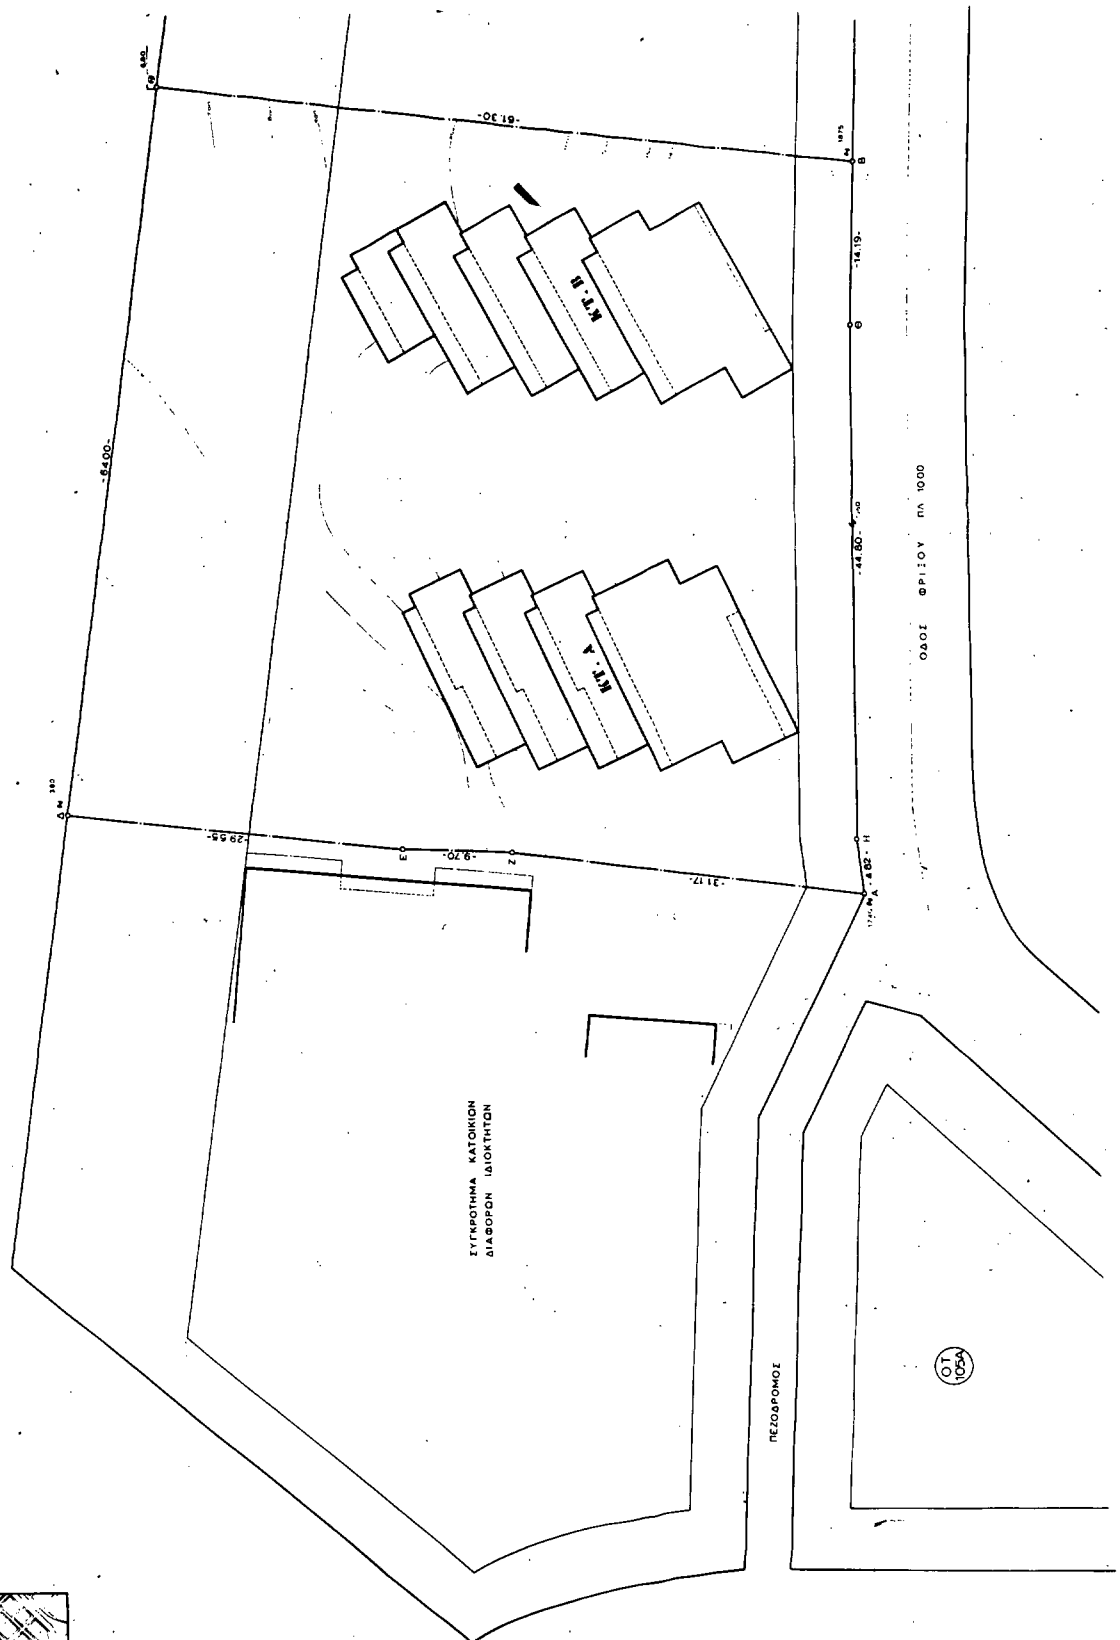 Δ
-64.00-
-61.30-
B
-14.19-
Θ
-44.80-
H
-4.82-
A
-31.17-
Z
-9.70-
E
-29.55-
ΚΤ. Β
ΚΤ. Α
ΟΔΟΣ ΦΡΙΞΟΥ ΠΛ 10.00
ΣΥΓΚΡΟΤΗΜΑ ΚΑΤΟΙΚΙΩΝ
ΔΙΑΦΟΡΩΝ ΙΔΙΟΚΤΗΤΩΝ
ΠΕΖΟΔΡΟΜΟΣ
ΟΤ
105Α